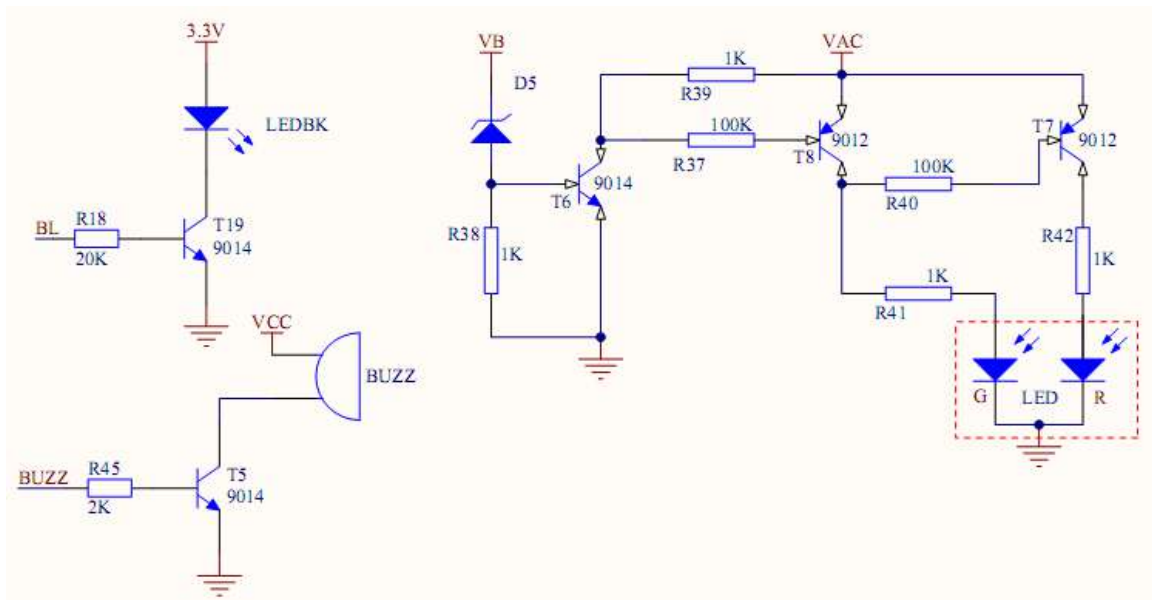 3.3V
LEDBK
BL
R18
20K
T19
9014
VCC
BUZZ
BUZZ
R45
2K
T5
9014
VB
D5
R38
1K
T6
9014
1K
R39
100K
R37
VAC
T8
9012
T7
9012
100K
R40
1K
R41
R42
1K
G
LED
R